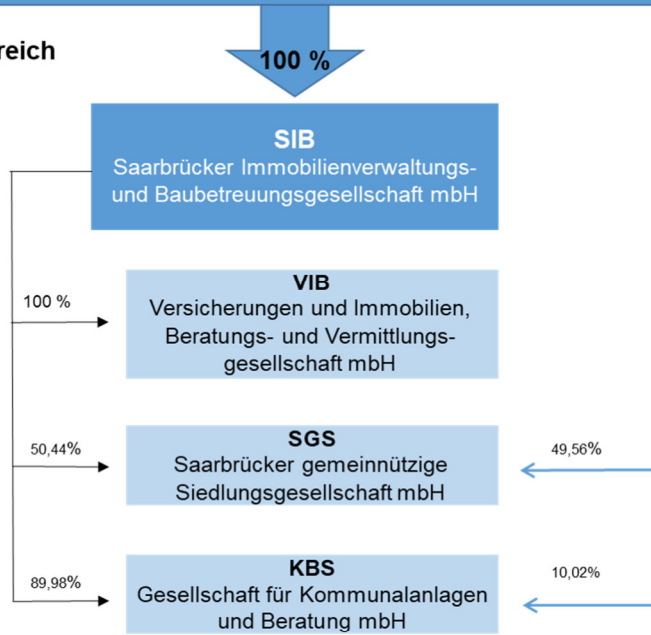 reich
100 %
SIB
Saarbrücker Immobilienverwaltungs-
und Baubetreuungsgesellschaft mbH
100 %
VIB
Versicherungen und Immobilien,
Beratungs- und Vermittlungs-
gesellschaft mbH
50,44%
SGS
Saarbrücker gemeinnützige
Siedlungsgesellschaft mbH
49,56%
89,98%
KBS
Gesellschaft für Kommunalanlagen
und Beratung mbH
10,02%